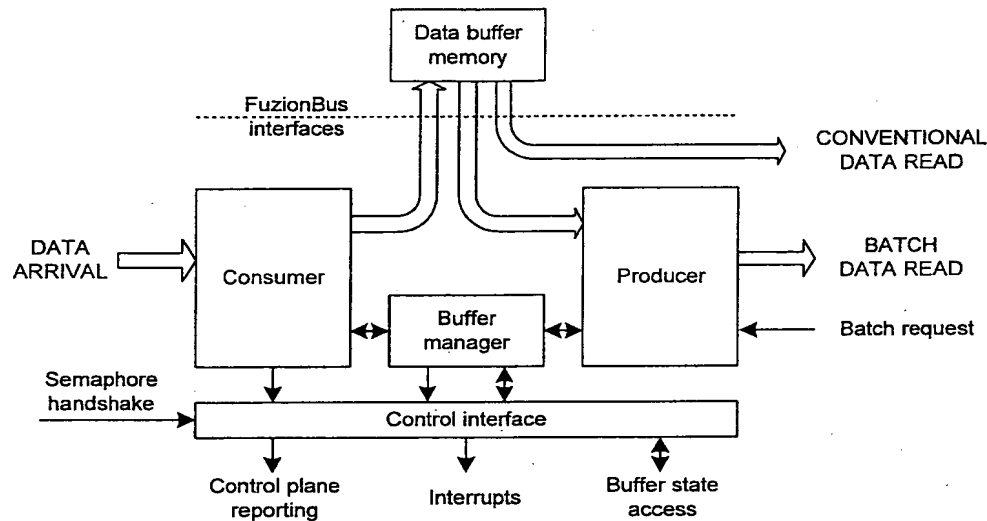 Data buffer
memory
FuzionBus
interfaces
CONVENTIONAL
DATA READ
DATA
ARRIVAL
Consumer
Producer
BATCH
DATA READ
Buffer
manager
Batch request
Semaphore
handshake
Control interface
Control plane
reporting
Interrupts
Buffer state
access